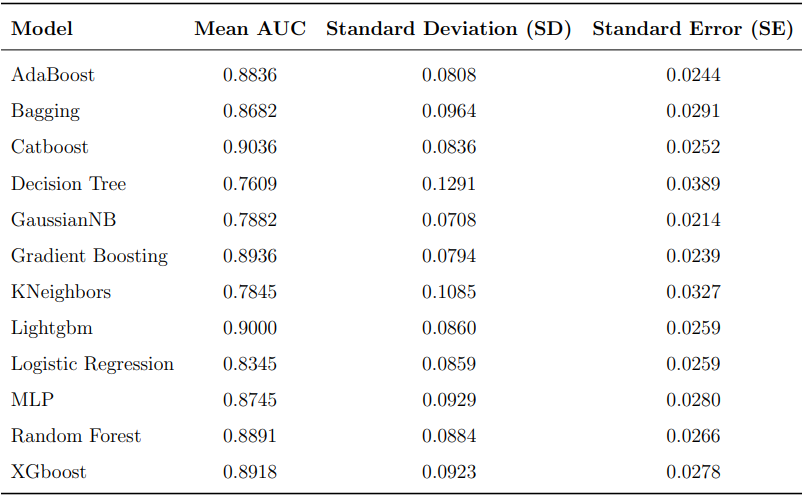 Model Mean AUC Standard Deviation (SD) Standard Error (SE)
AdaBoost 0.8836 0.0808 0.0244
Bagging 0.8682 0.0964 0.0291
Catboost 0.9036 0.0836 0.0252
Decision Tree 0.7609 0.1291 0.0389
GaussianNB 0.7882 0.0708 0.0214
Gradient Boosting 0.8936 0.0794 0.0239
KNeighbors 0.7845 0.1085 0.0327
Lightgbm 0.9000 0.0860 0.0259
Logistic Regression 0.8345 0.0859 0.0259
MLP 0.8745 0.0929 0.0280
Random Forest 0.8891 0.0884 0.0266
XGboost 0.8918 0.0923 0.0278